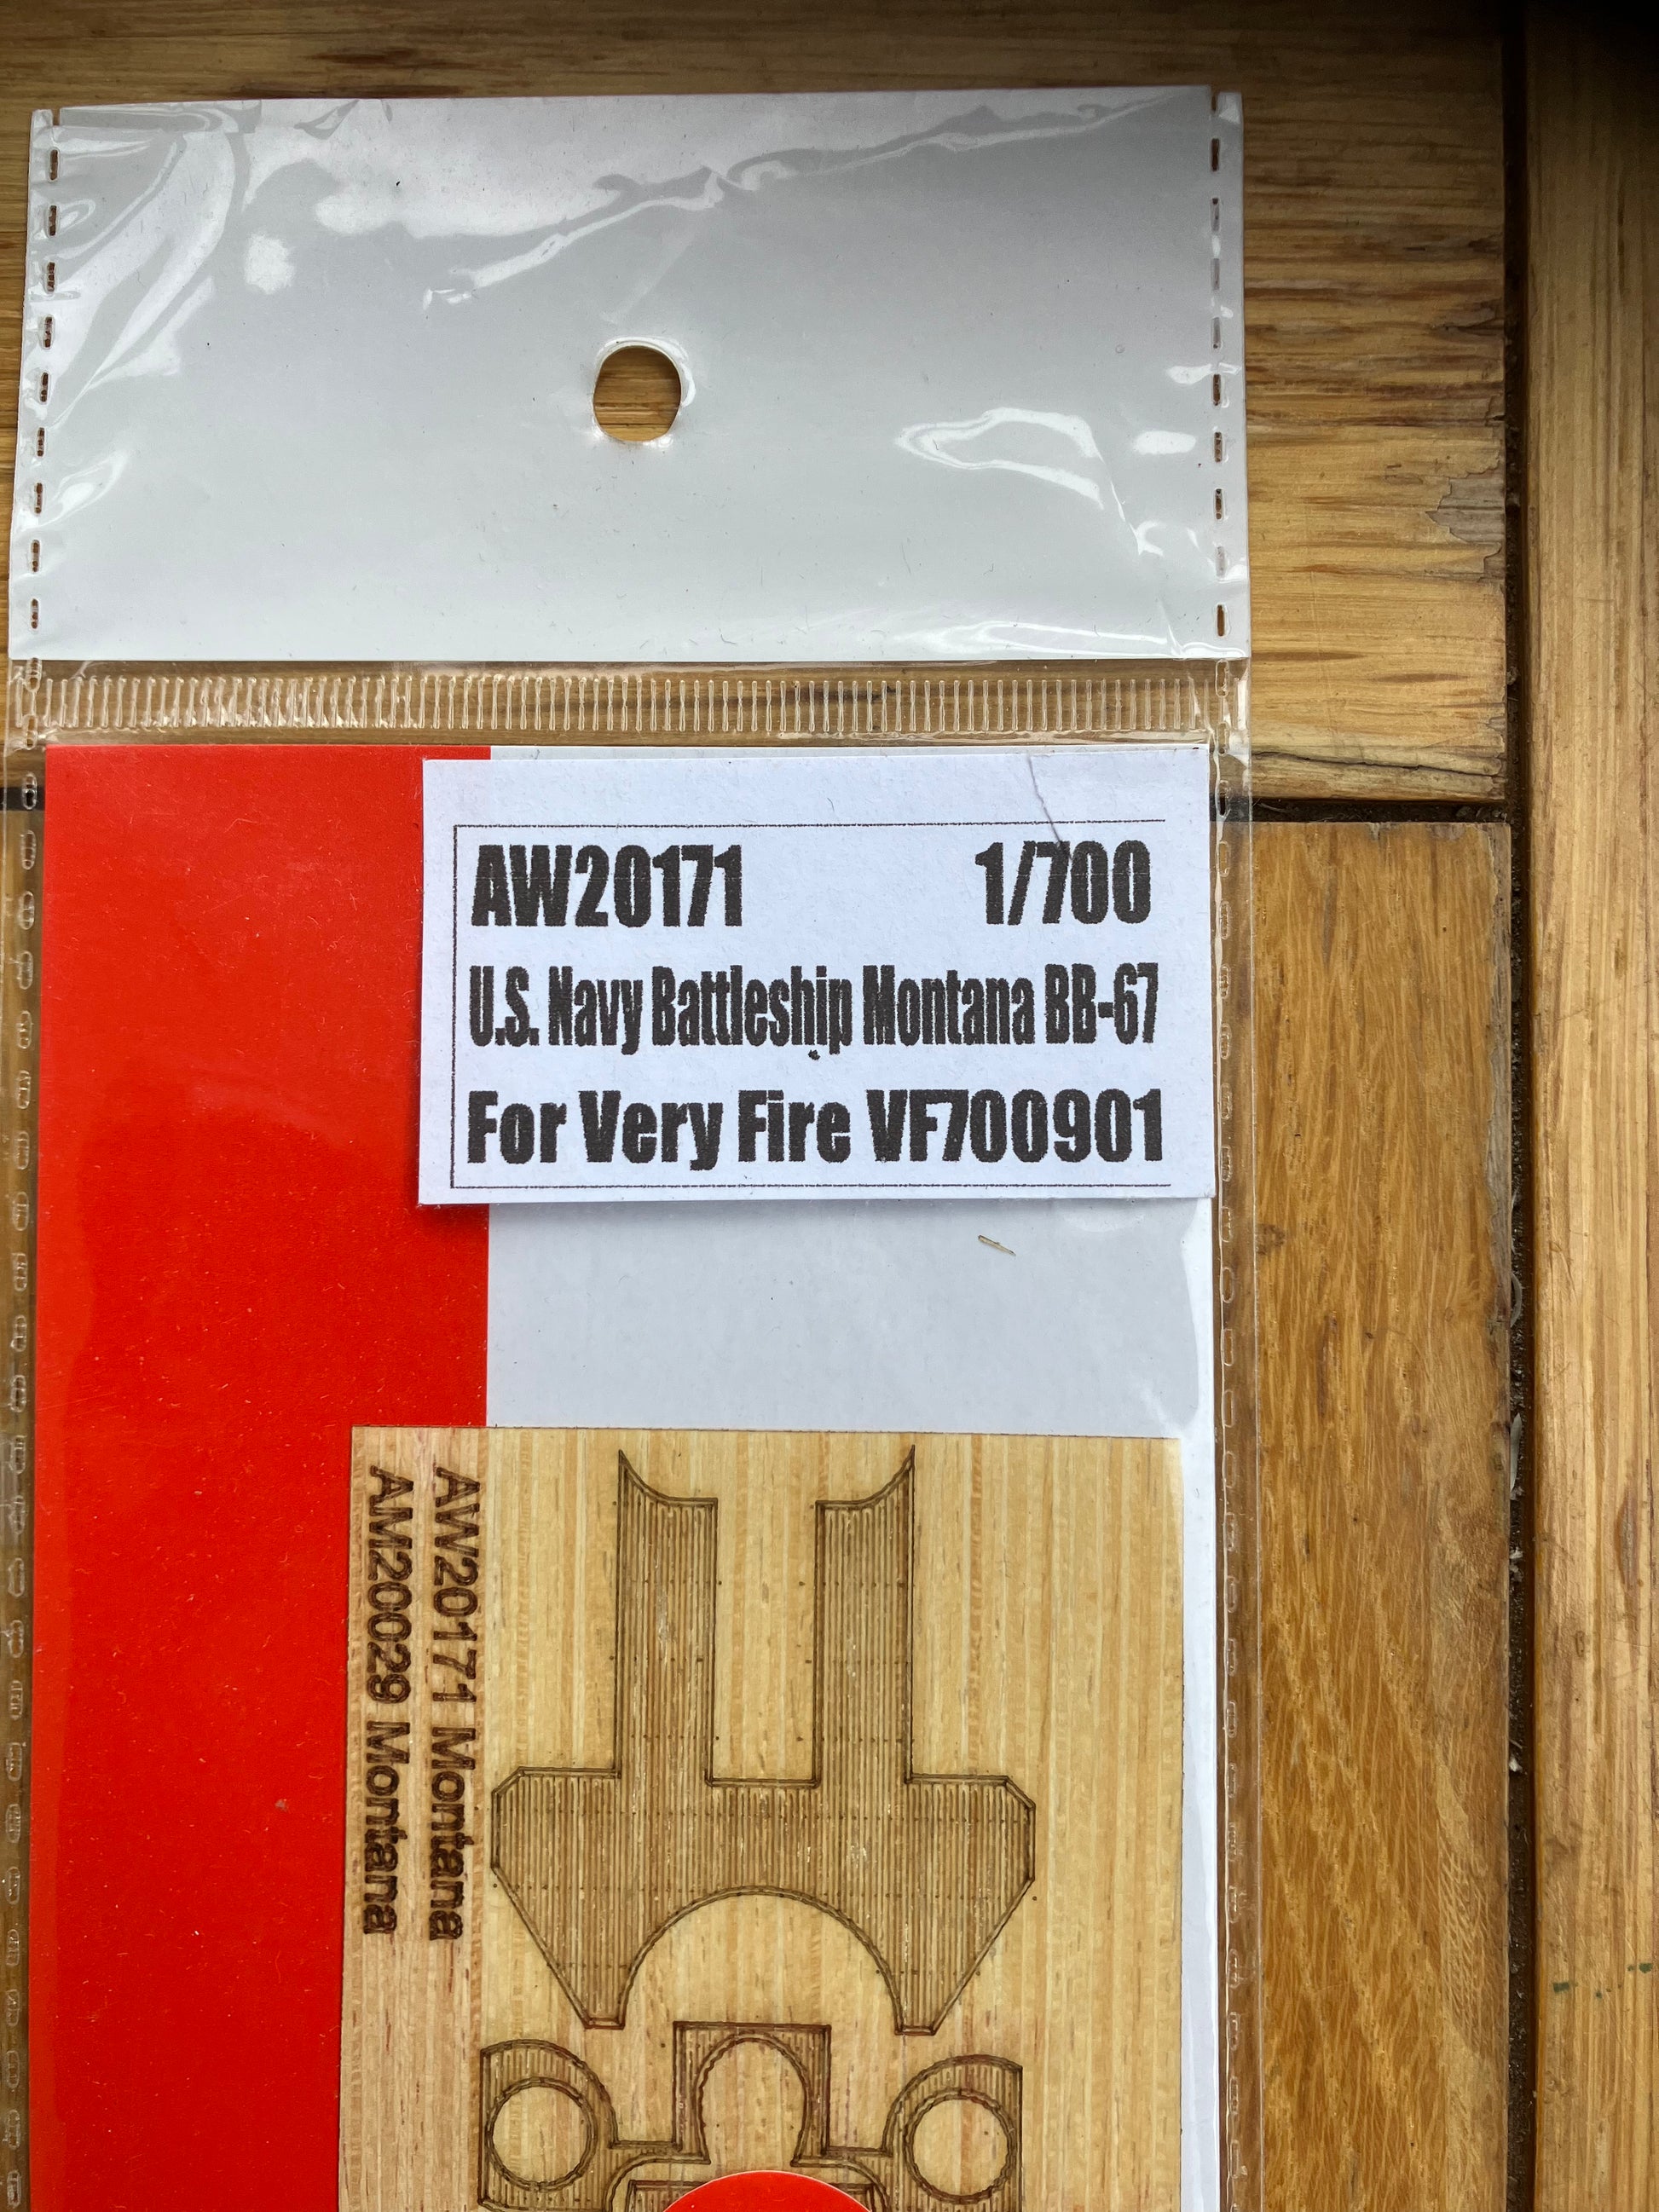 AW20171 1/700
U.S. Navy Battleship Montana BB-67
For Very Fire VF700901
AW20171 Montana
AM20029 Montana